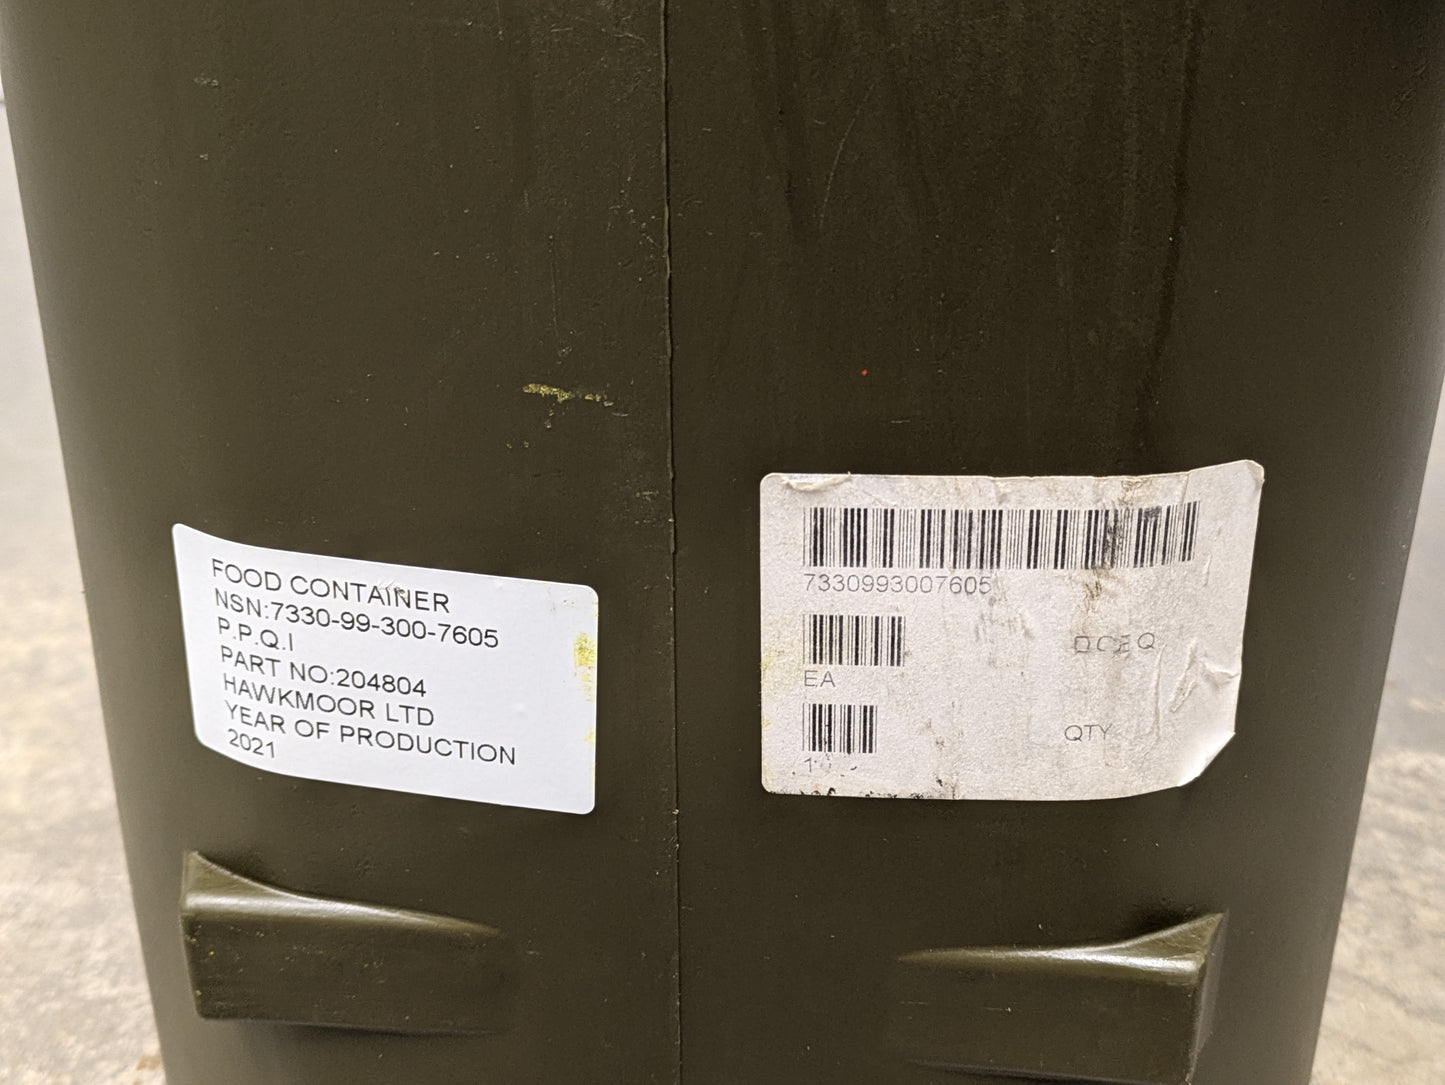 FOOD CONTAINER
NSN:7330-99-300-7605
P.P.Q.I
PART NO:204804
HAWKMOOR LTD
YEAR OF PRODUCTION
2021
7330993007605
EA
QTY
1